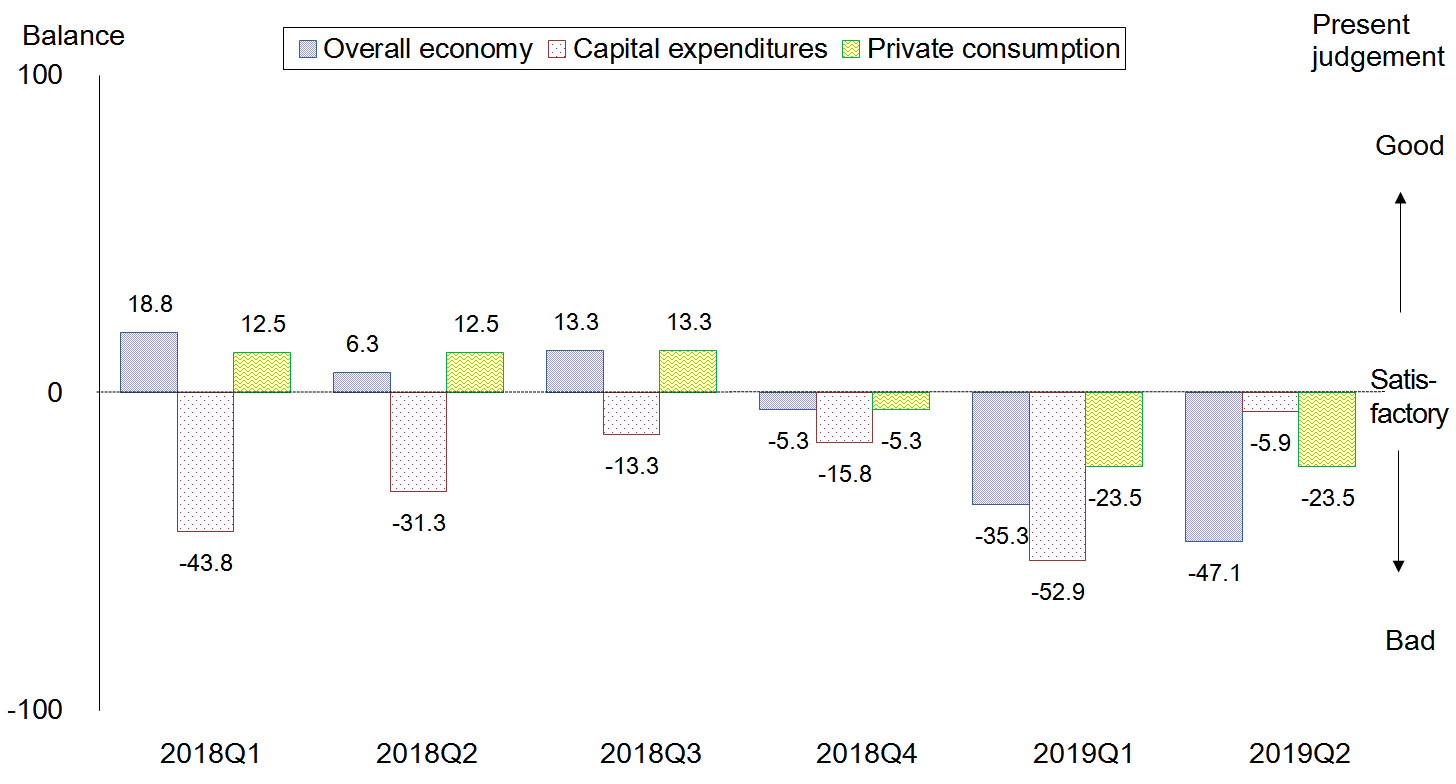 Balance
Overall economy Capital expenditures Private consumption
Present
judgement
100
Good
18.8
12.5
6.3
12.5
13.3
13.3
0
Satis-
factory
-43.8
-31.3
-13.3
-5.3
-15.8
-5.3
-35.3
-52.9
-23.5
-47.1
-5.9
-23.5
Bad
-100
2018Q1 2018Q2 2018Q3 2018Q4 2019Q1 2019Q2